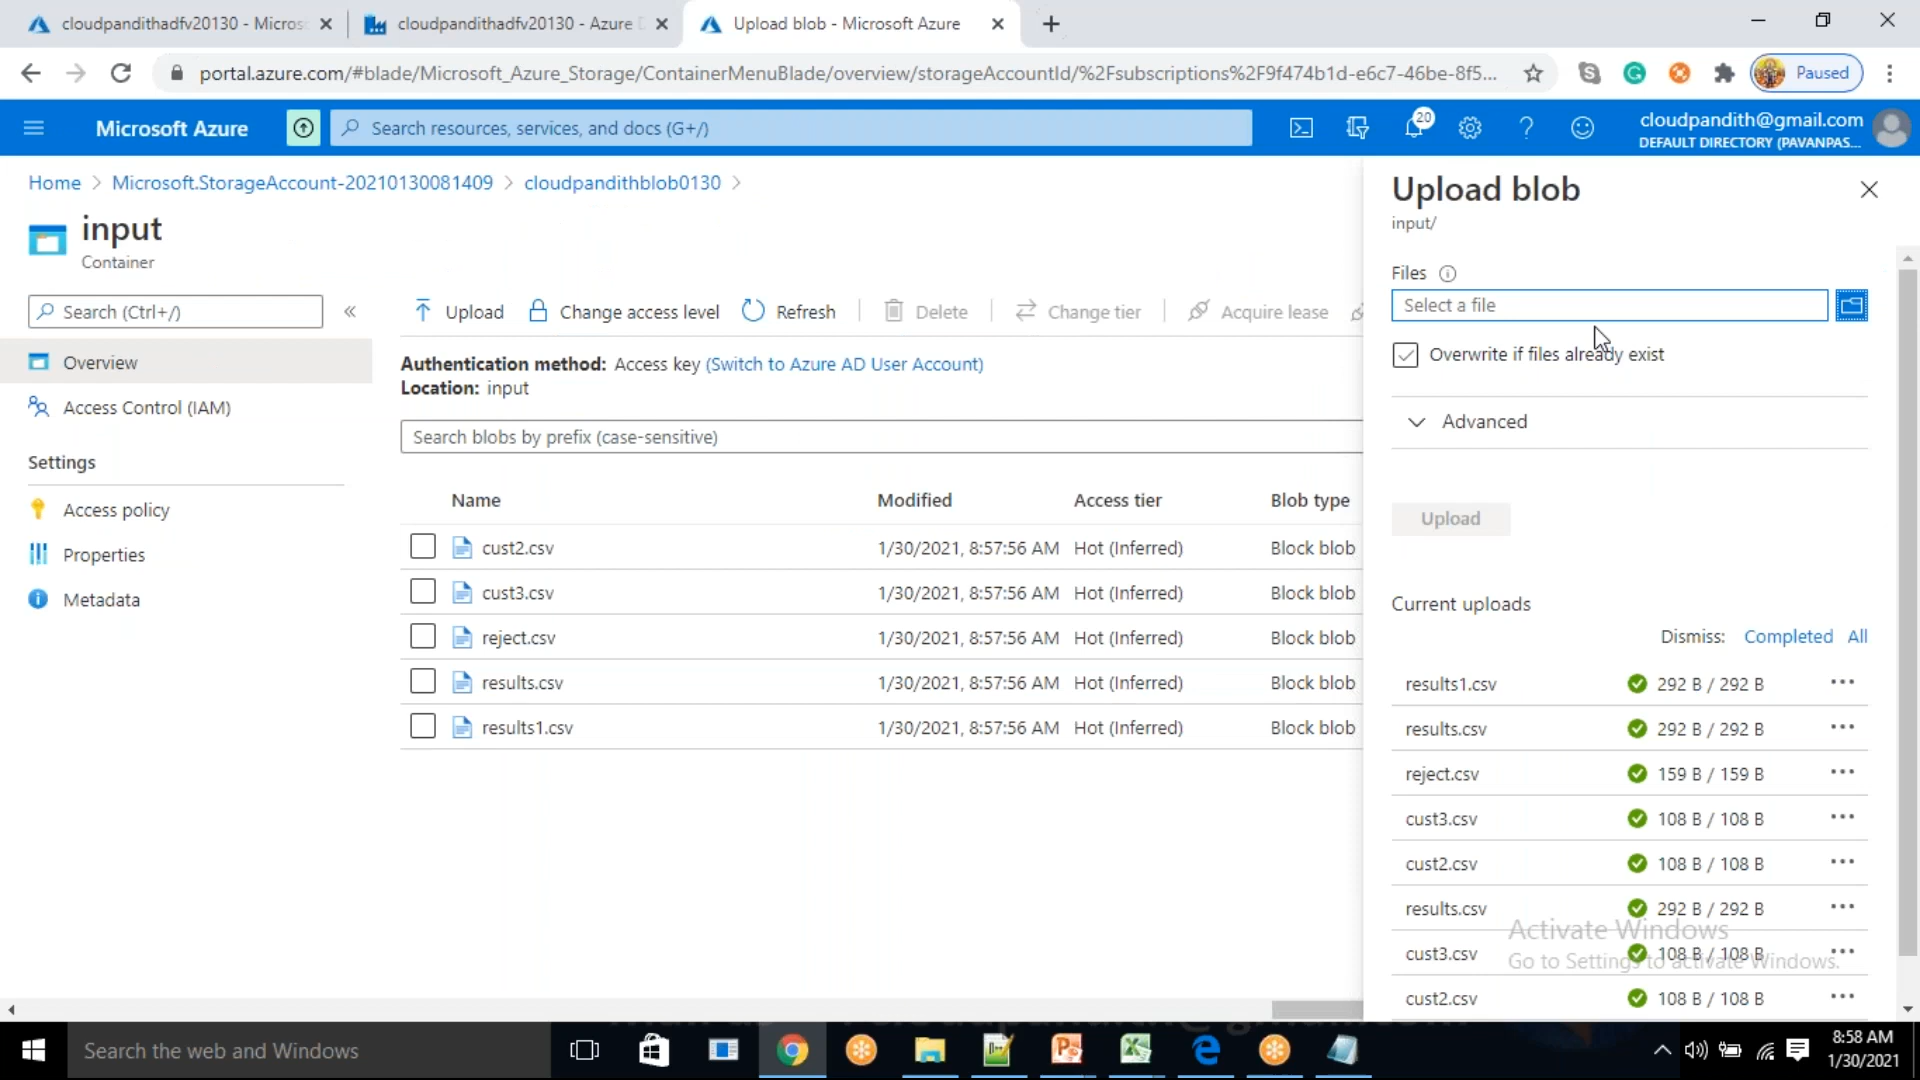 cloudpandithadfv20130 - Micros
cloudpandithadfv20130 - Azure D
Upload blob - Microsoft Azure
portal.azure.com/#blade/Microsoft_Azure_Storage/ContainerMenuBlade/overview/storageAccountId/%2Fsubscriptions%2F9f474b1d-e6c7-46be-8f5...
Paused
Microsoft Azure
Search resources, services, and docs (G+/)
20
cloudpandith@gmail.com
DEFAULT DIRECTORY (PAVANPAS...
Home > Microsoft.StorageAccount-20210130081409 > cloudpandithblob0130 >
input
Container
Search (Ctrl+/)
«
Overview
Access Control (IAM)
Settings
Access policy
Properties
Metadata
Upload
Change access level
Refresh
Delete
Change tier
Acquire lease
Authentication method: Access key (Switch to Azure AD User Account)
Location: input
Search blobs by prefix (case-sensitive)
Name Modified Access tier Blob type
cust2.csv 1/30/2021, 8:57:56 AM Hot (Inferred) Block blob
cust3.csv 1/30/2021, 8:57:56 AM Hot (Inferred) Block blob
reject.csv 1/30/2021, 8:57:56 AM Hot (Inferred) Block blob
results.csv 1/30/2021, 8:57:56 AM Hot (Inferred) Block blob
results1.csv 1/30/2021, 8:57:56 AM Hot (Inferred) Block blob
Upload blob
input/
Files
Select a file
Overwrite if files already exist
Advanced
Upload
Current uploads
Dismiss: Completed All
results1.csv 292 B / 292 B
results.csv 292 B / 292 B
reject.csv 159 B / 159 B
cust3.csv 108 B / 108 B
cust2.csv 108 B / 108 B
results.csv 292 B / 292 B
cust3.csv 108 B / 108 B
cust2.csv 108 B / 108 B
Activate Windows
Go to Settings to activate Windows.
Search the web and Windows
8:58 AM
1/30/2021